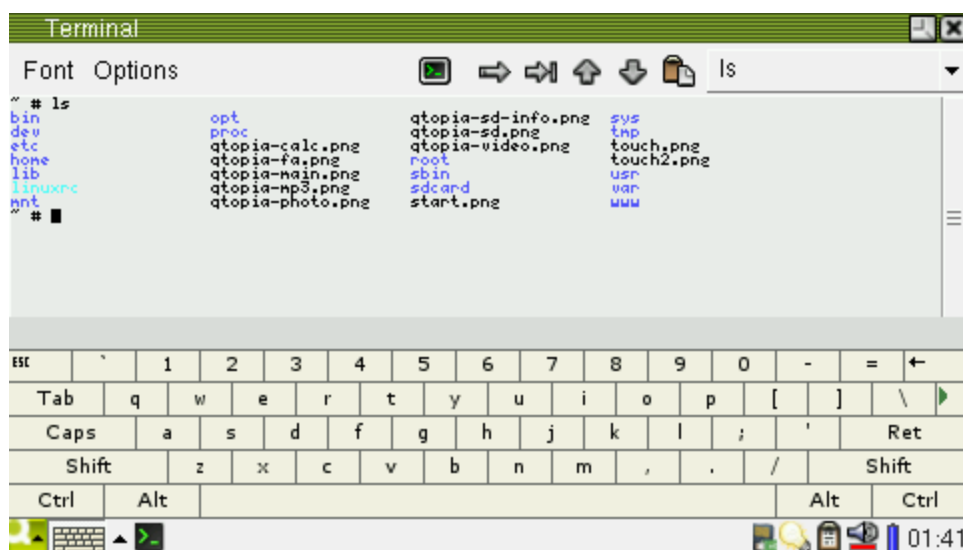 Terminal
Font Options ls
~ # ls
bin opt qtopia-sd-info.png sys
dev proc qtopia-sd.png tmp
etc qtopia-calc.png qtopia-video.png touch.png
home qtopia-fa.png root touch2.png
lib qtopia-main.png sbin usr
linuxrc qtopia-mp3.png sdcard var
mnt qtopia-photo.png start.png www
~ #
ESC ` 1 2 3 4 5 6 7 8 9 0 - = ←
Tab q w e r t y u i o p [ ] \
Caps a s d f g h j k l ; ' Ret
Shift z x c v b n m , . / Shift
Ctrl Alt Alt Ctrl
01:41